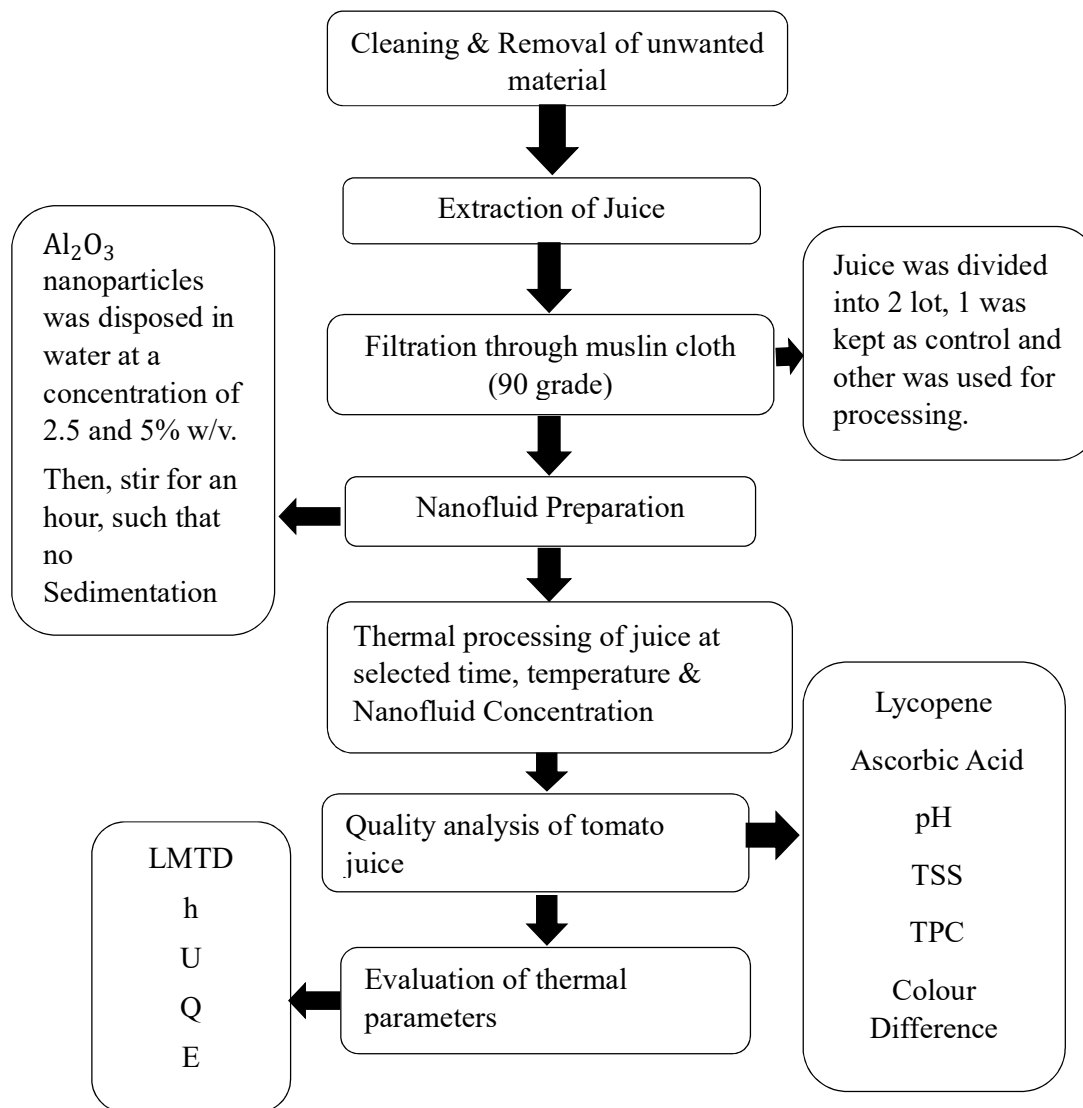 Cleaning & Removal of unwanted
material
Extraction of Juice
Al₂O₃
nanoparticles
was disposed in
water at a
concentration of
2.5 and 5% w/v.
Then, stir for an
hour, such that
no
Sedimentation
Filtration through muslin cloth
(90 grade)
Juice was divided
into 2 lot, 1 was
kept as control and
other was used for
processing.
Nanofluid Preparation
Thermal processing of juice at
selected time, temperature &
Nanofluid Concentration
Quality analysis of tomato
juice
Lycopene
Ascorbic Acid
pH
TSS
TPC
Colour
Difference
Evaluation of thermal
parameters
LMTD
h
U
Q
E